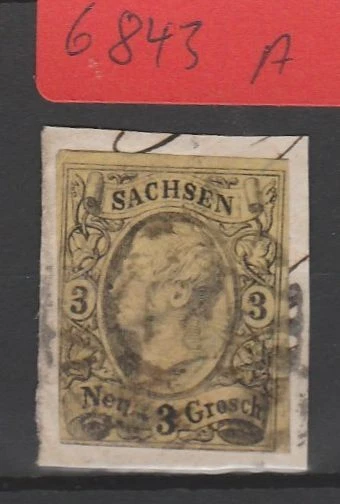 6843 A
SACHSEN
3 3
Neu- 3 Grosch